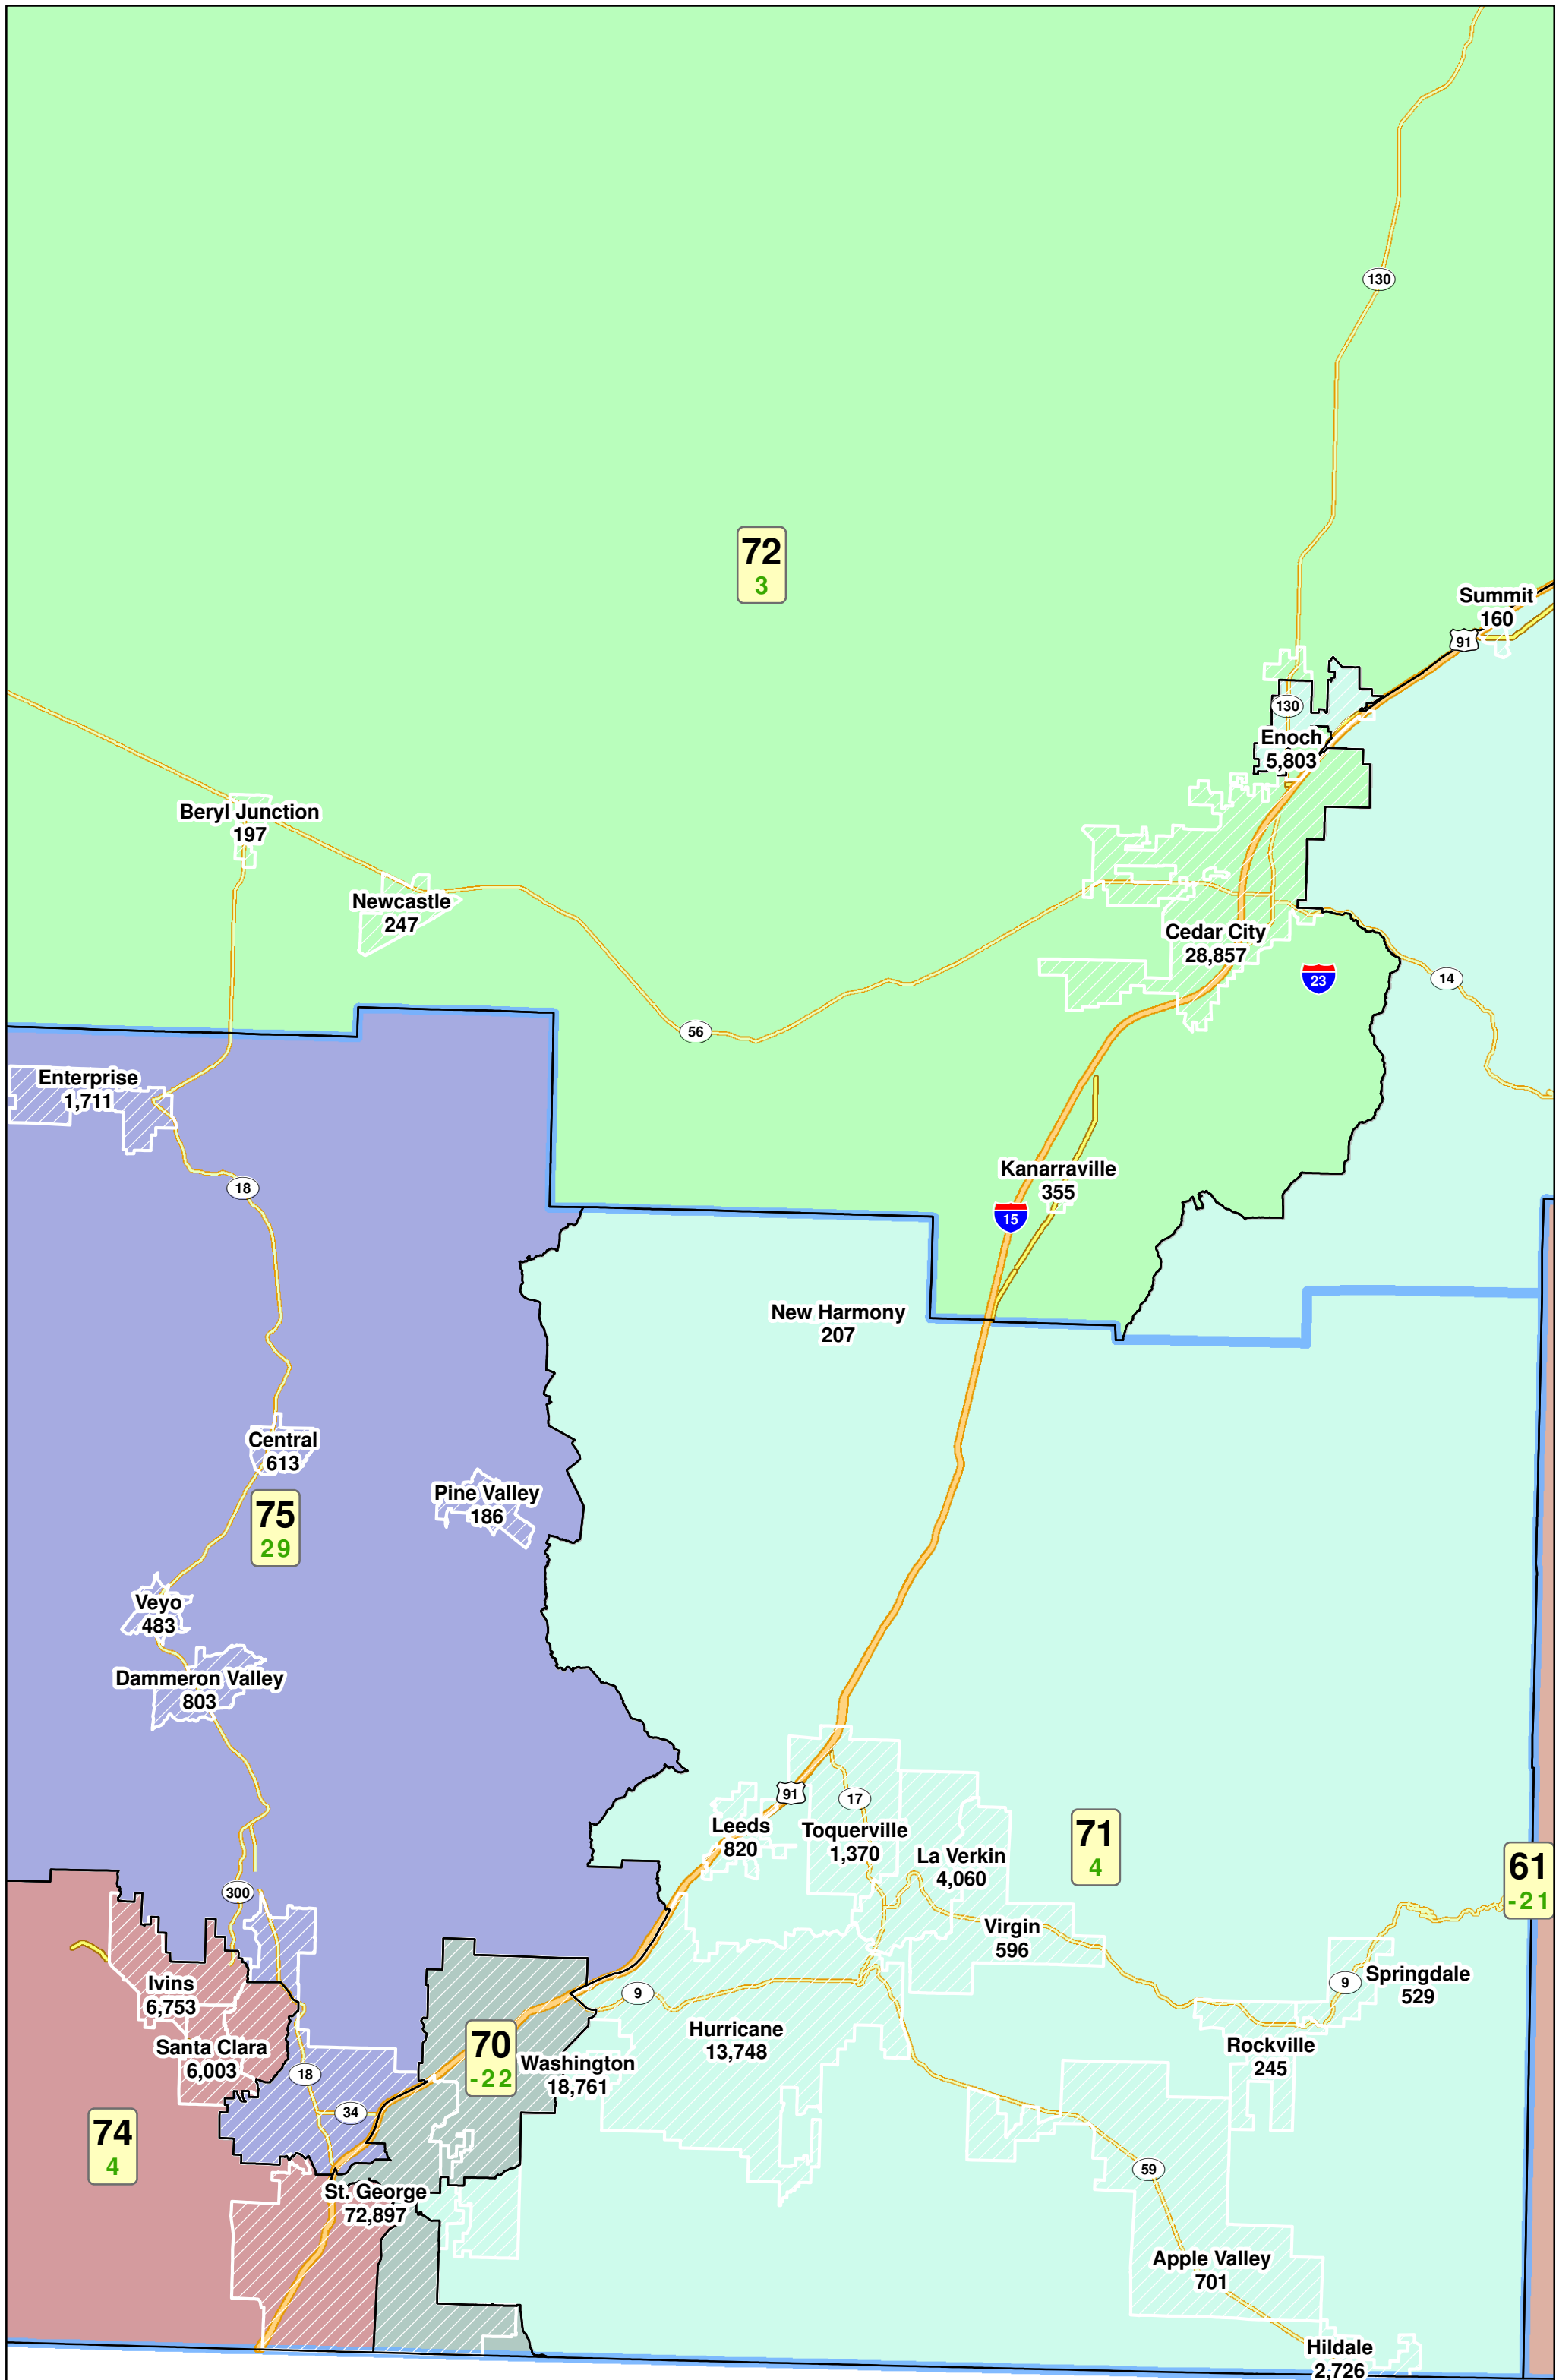 130
72
3
Summit
160
91
130
Enoch
5,803
Beryl Junction
197
Newcastle
247
Cedar City
28,857
23
14
56
Enterprise
1,711
18
Kanarraville
355
15
New Harmony
207
Central
613
Pine Valley
186
75
29
Veyo
483
Dammeron Valley
803
91
17
Leeds
820
Toquerville
1,370
La Verkin
4,060
71
4
61
-21
300
Virgin
596
Ivins
6,753
9
Springdale
529
9
Santa Clara
6,003
Hurricane
13,748
Rockville
245
70
-22
Washington
18,761
18
34
74
4
59
St. George
72,897
Apple Valley
701
Hildale
2,726